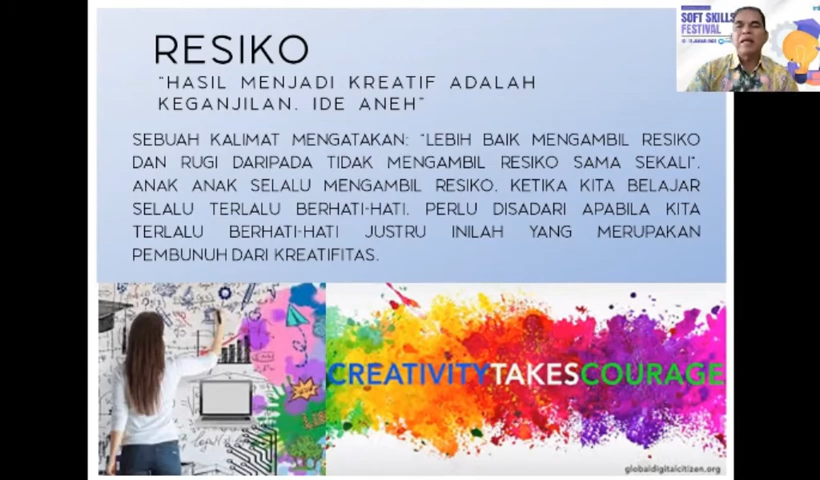 RESIKO
"HASIL MENJADI KREATIF ADALAH
KEGANJILAN, IDE ANEH"
SEBUAH KALIMAT MENGATAKAN: "LEBIH BAIK MENGAMBIL RESIKO
DAN RUGI DARIPADA TIDAK MENGAMBIL RESIKO SAMA SEKALI".
ANAK ANAK SELALU MENGAMBIL RESIKO. KETIKA KITA BELAJAR
SELALU TERLALU BERHATI-HATI. PERLU DISADARI APABILA KITA
TERLALU BERHATI-HATI JUSTRU INILAH YANG MERUPAKAN
PEMBUNUH DARI KREATIFITAS.
SOFT SKILLS
FESTIVAL
CREATIVITYTAKESCOURAGE
globaldigitalcitizen.org